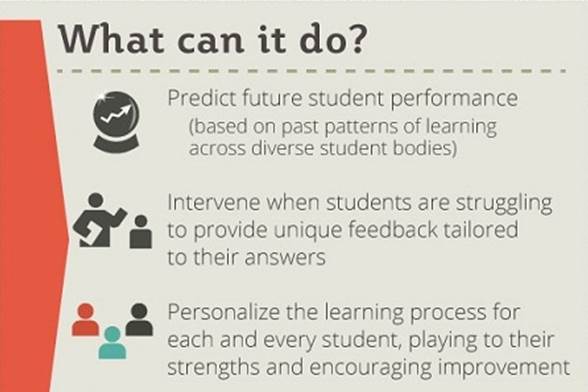 What can it do?
Predict future student performance
(based on past patterns of learning
across diverse student bodies)
Intervene when students are struggling
to provide unique feedback tailored
to their answers
Personalize the learning process for
each and every student, playing to their
strengths and encouraging improvement